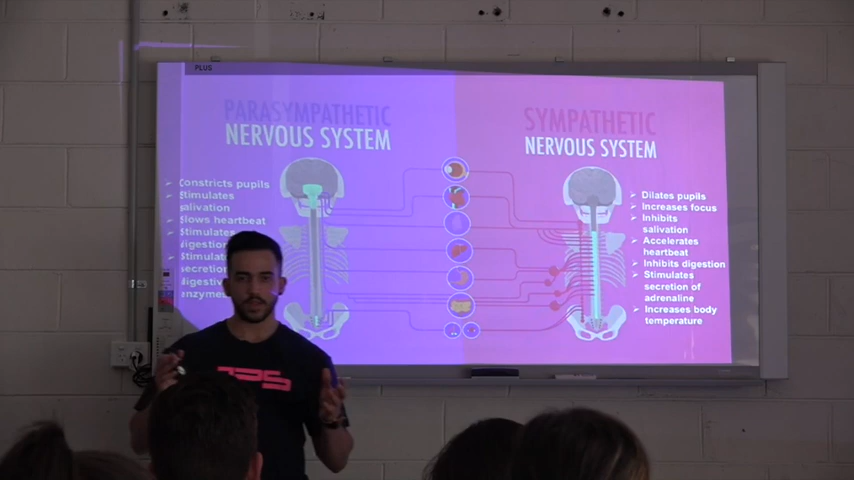 PLUS
PARASYMPATHETIC
NERVOUS SYSTEM
Constricts pupils
Stimulates
salivation
Slows heartbeat
Stimulates
digestion
Stimulates
secretion
digestive
enzymes
SYMPATHETIC
NERVOUS SYSTEM
Dilates pupils
Increases focus
Inhibits
salivation
Accelerates
heartbeat
Inhibits digestion
Stimulates
secretion of
adrenaline
Increases body
temperature